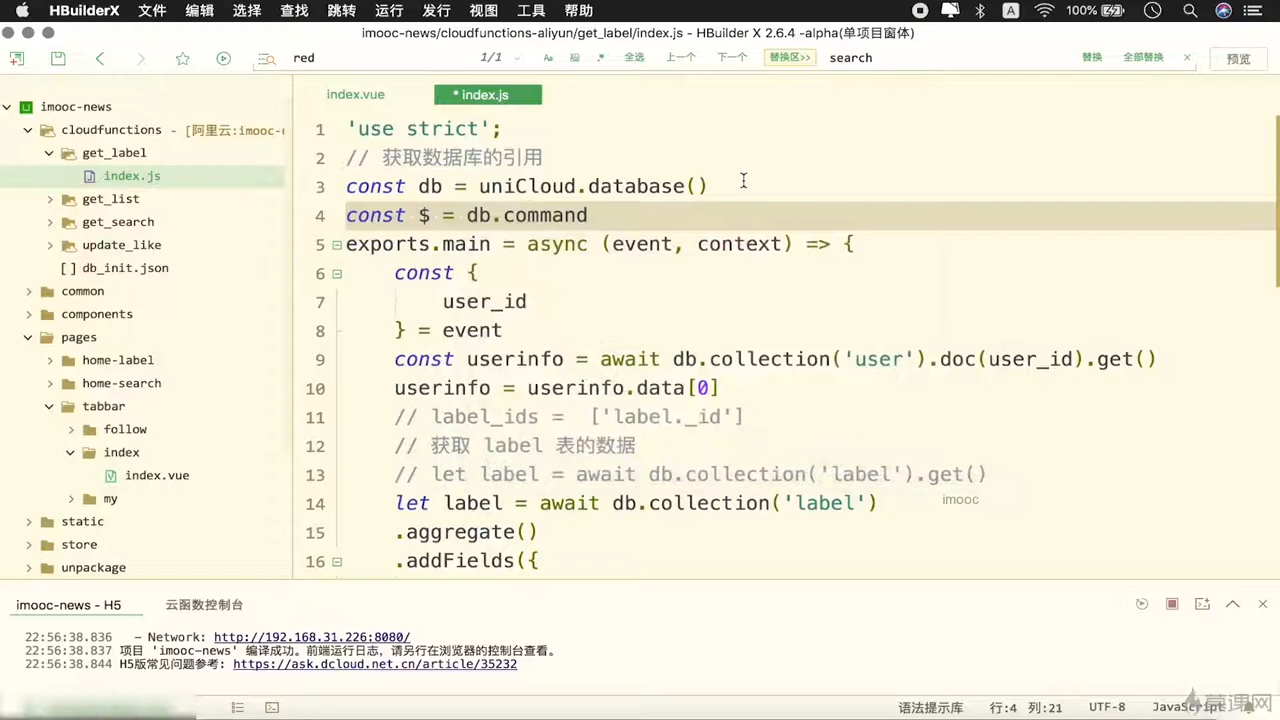 HBuilderX 文件 编辑 选择 查找 跳转 运行 发行 视图 工具 帮助 A 100%
imooc-news/cloudfunctions-aliyun/get_label/index.js - HBuilder X 2.6.4 -alpha(单项目窗体)
red 1/1 Aa .* 全选 上一个 下一个 替换区>> search 替换 全部替换 × 预览
imooc-news
cloudfunctions - [阿里云:imooc-n
get_label
index.js
get_list
get_search
update_like
[] db_init.json
common
components
pages
home-label
home-search
tabbar
follow
index
index.vue
my
static
store
unpackage
index.vue * index.js
1 'use strict';
2 // 获取数据库的引用
3 const db = uniCloud.database()
4 const $ = db.command
5 exports.main = async (event, context) => {
6 const {
7 user_id
8 } = event
9 const userinfo = await db.collection('user').doc(user_id).get()
10 userinfo = userinfo.data[0]
11 // label_ids = ['label._id']
12 // 获取 label 表的数据
13 // let label = await db.collection('label').get()
14 let label = await db.collection('label')
15 .aggregate()
16 .addFields({
imooc
imooc-news - H5 云函数控制台
22:56:38.836 - Network: http://192.168.31.226:8080/
22:56:38.837 项目 'imooc-news' 编译成功。前端运行日志，请另行在浏览器的控制台查看。
22:56:38.844 H5版常见问题参考: https://ask.dcloud.net.cn/article/35232
语法提示库 行:4 列:21 UTF-8 JavaScript
慕课网